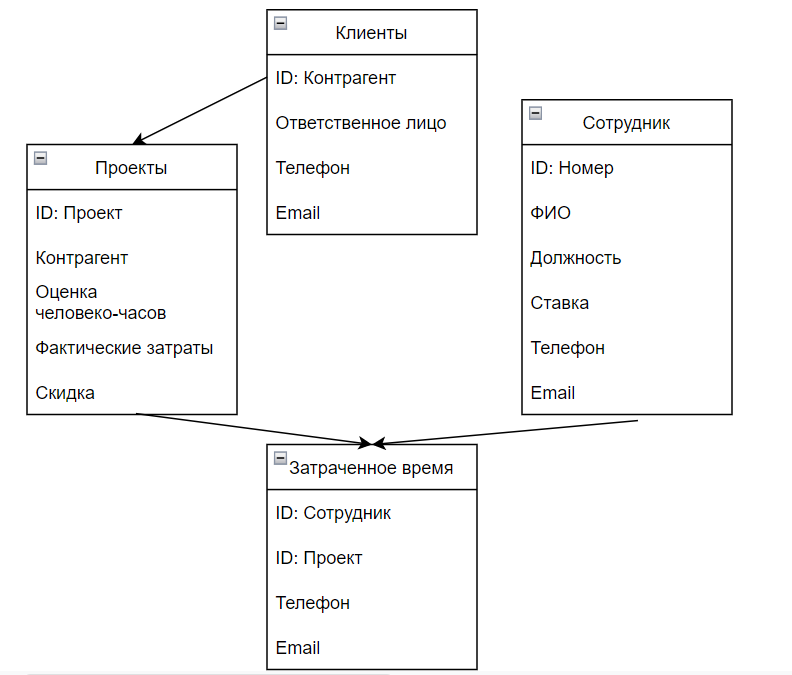 Клиенты
ID: Контрагент
Ответственное лицо
Телефон
Email
Сотрудник
ID: Номер
ФИО
Должность
Ставка
Телефон
Email
Проекты
ID: Проект
Контрагент
Оценка
человеко-часов
Фактические затраты
Скидка
Затраченное время
ID: Сотрудник
ID: Проект
Телефон
Email